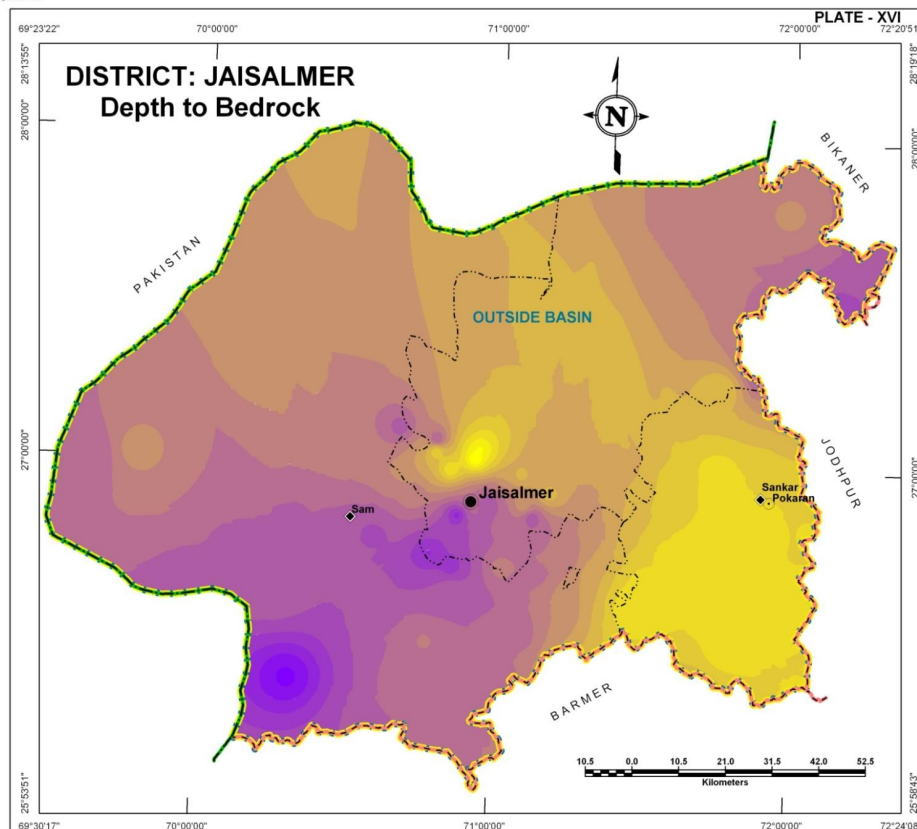 PLATE - XVI
69°23'22" 70°00'00" 71°00'00" 72°00'00" 72°20'51"
28°13'55" 28°19'18"
DISTRICT: JAISALMER
Depth to Bedrock
N
28°00'00" 28°00'00"
BIKANER
PAKISTAN
OUTSIDE BASIN
27°00'00" 27°00'00"
JODHPUR
Sankar
Pokaran
Jaisalmer
Sam
BARMER
10.5 0.0 10.5 21.0 31.5 42.0 52.5
Kilometers
25°53'51" 25°58'43"
69°30'17" 70°00'00" 71°00'00" 72°00'00" 72°24'08"